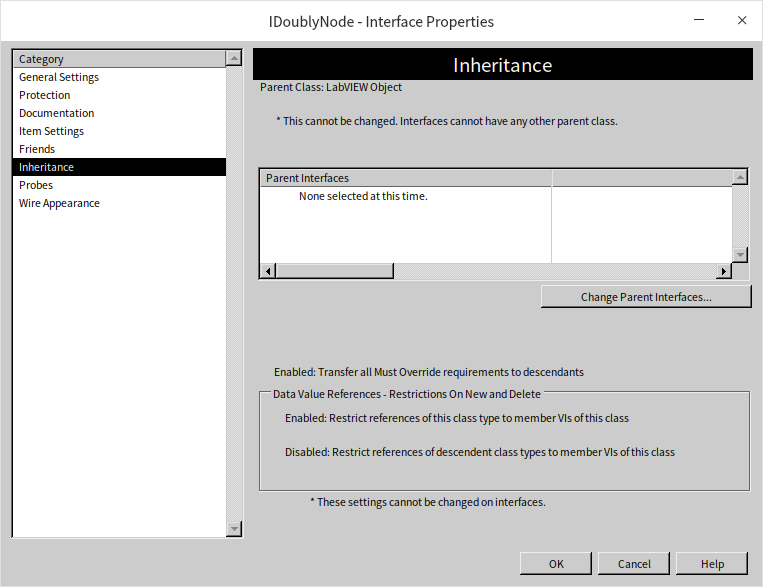 IDoublyNode - Interface Properties
Category
General Settings
Protection
Documentation
Item Settings
Friends
Inheritance
Probes
Wire Appearance
Inheritance
Parent Class: LabVIEW Object
* This cannot be changed. Interfaces cannot have any other parent class.
Parent Interfaces
None selected at this time.
Change Parent Interfaces...
Enabled: Transfer all Must Override requirements to descendants
Data Value References - Restrictions On New and Delete
Enabled: Restrict references of this class type to member VIs of this class
Disabled: Restrict references of descendent class types to member VIs of this class
* These settings cannot be changed on interfaces.
OK
Cancel
Help